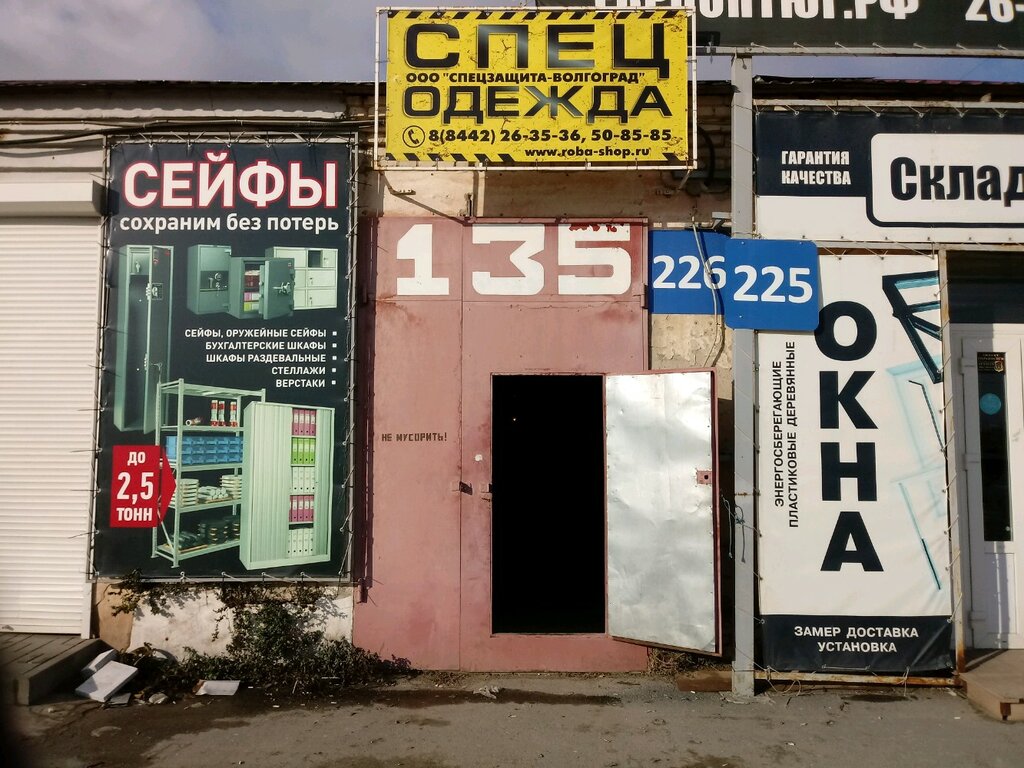 СПЕЦ
ООО "СПЕЦЗАЩИТА-ВОЛГОГРАД"
ОДЕЖДА
8(8442) 26-35-36, 50-85-85
www.roba-shop.ru
26-
СЕЙФЫ
сохраним без потерь
СЕЙФЫ, ОРУЖЕЙНЫЕ СЕЙФЫ
БУХГАЛТЕРСКИЕ ШКАФЫ
ШКАФЫ РАЗДЕВАЛЬНЫЕ
СТЕЛЛАЖИ
ВЕРСТАКИ
ДО
2,5
ТОНН
135
НЕ МУСОРИТЬ!
226
225
ГАРАНТИЯ
КАЧЕСТВА
Склад
ОКНА
ЭНЕРГОСБЕРЕГАЮЩИЕ
ПЛАСТИКОВЫЕ ДЕРЕВЯННЫЕ
ЗАМЕР ДОСТАВКА
УСТАНОВКА